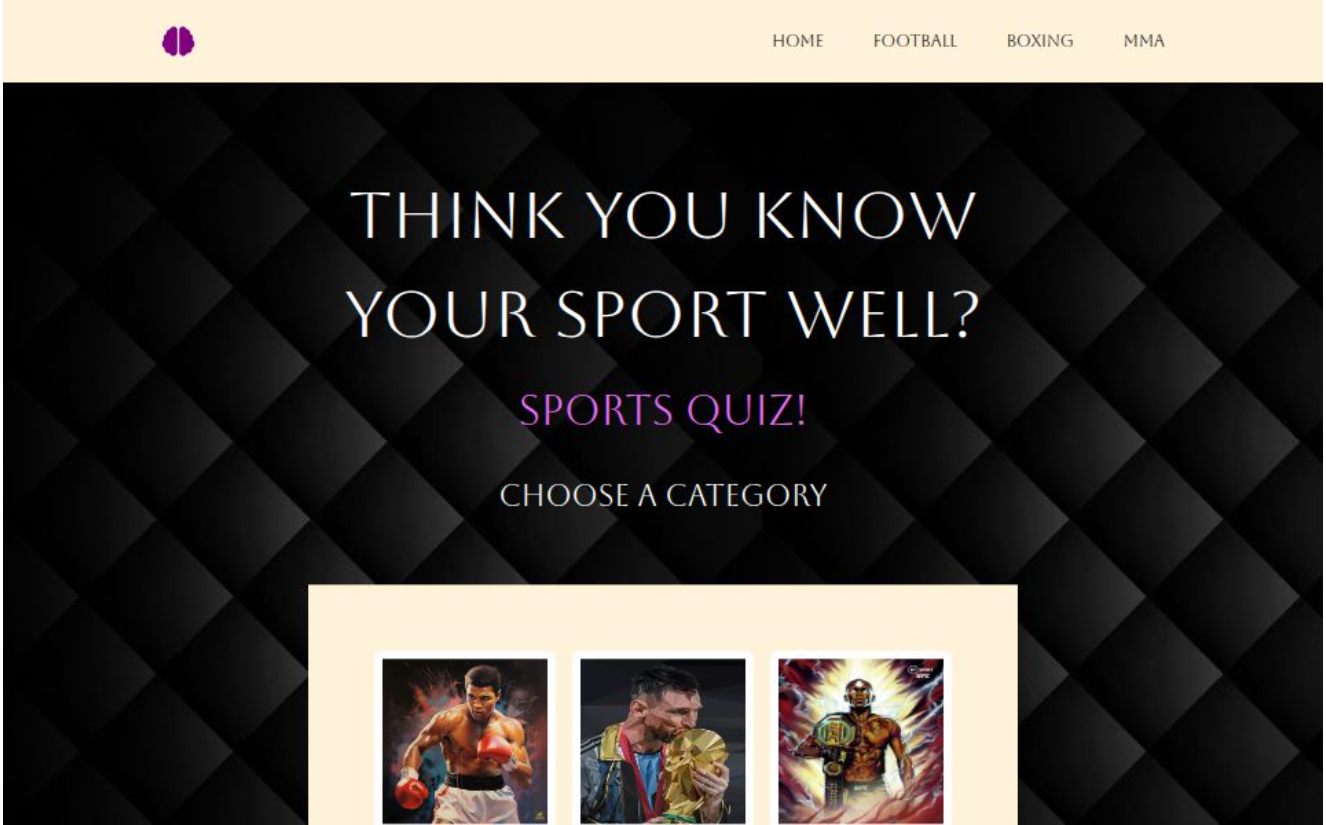 HOME FOOTBALL BOXING MMA
THINK YOU KNOW
YOUR SPORT WELL?
SPORTS QUIZ!
CHOOSE A CATEGORY